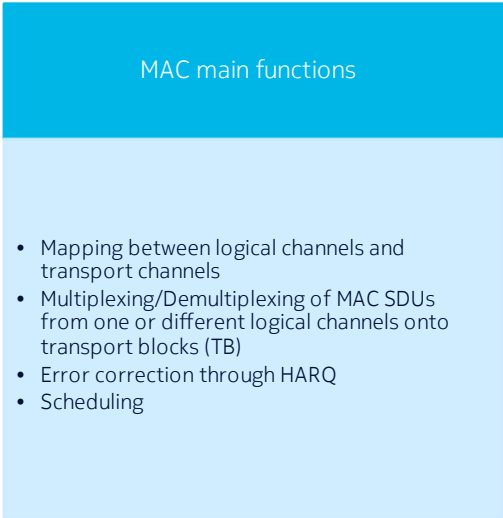 MAC main functions
• Mapping between logical channels and
transport channels
• Multiplexing/Demultiplexing of MAC SDUs
from one or different logical channels onto
transport blocks (TB)
• Error correction through HARQ
• Scheduling